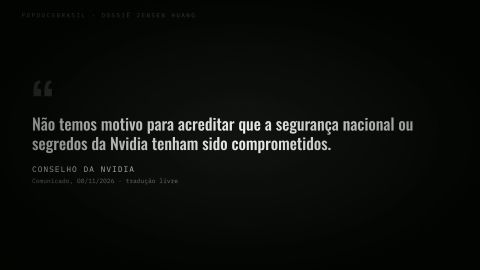 POPDOCSBRASIL · DOSSIÊ JENSEN HUANG
“
Não temos motivo para acreditar que a segurança nacional ou
segredos da Nvidia tenham sido comprometidos.
CONSELHO DA NVIDIA
Comunicado, 08/11/2026 · tradução livre